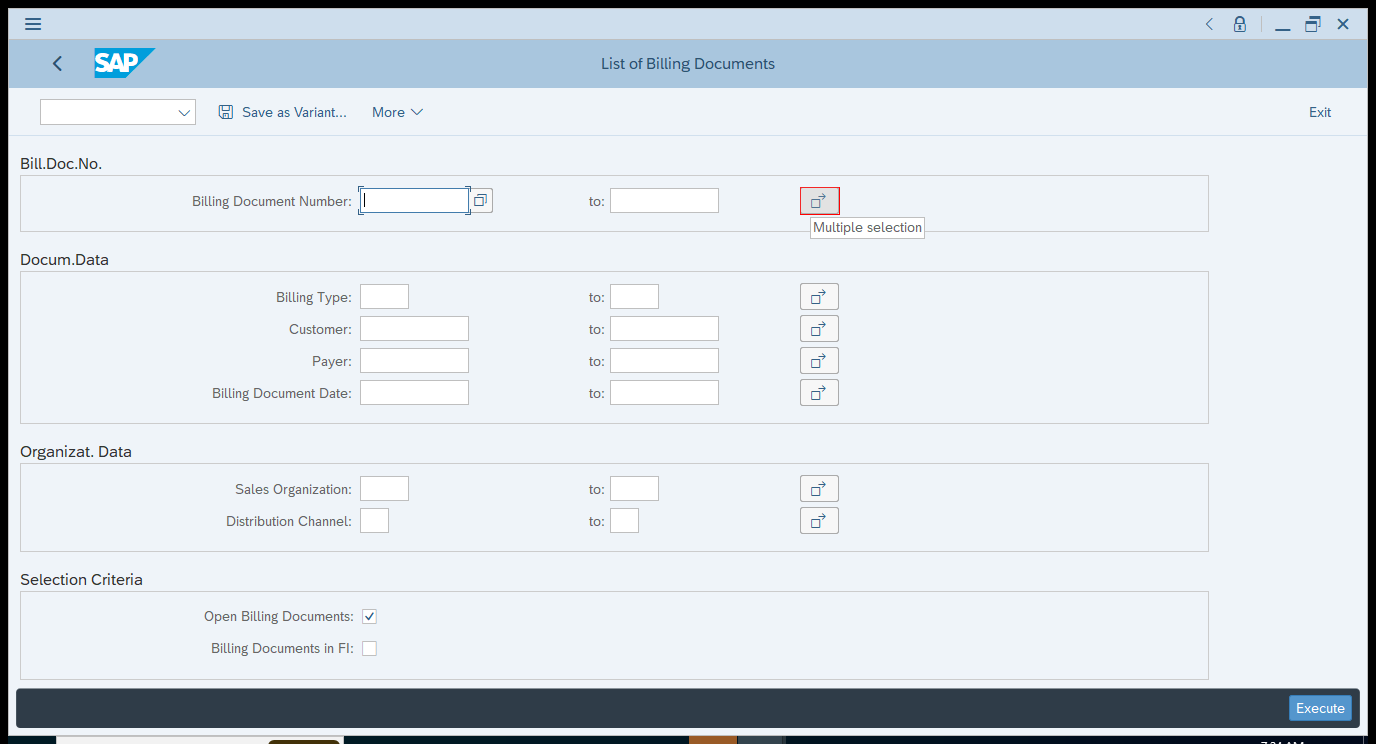 SAP
List of Billing Documents
Save as Variant... More Exit
Bill.Doc.No.
Billing Document Number: to:
Multiple selection
Docum.Data
Billing Type: to:
Customer: to:
Payer: to:
Billing Document Date: to:
Organizat. Data
Sales Organization: to:
Distribution Channel: to:
Selection Criteria
Open Billing Documents:
Billing Documents in FI:
Execute